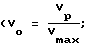 (V_o = V_p / V_max;